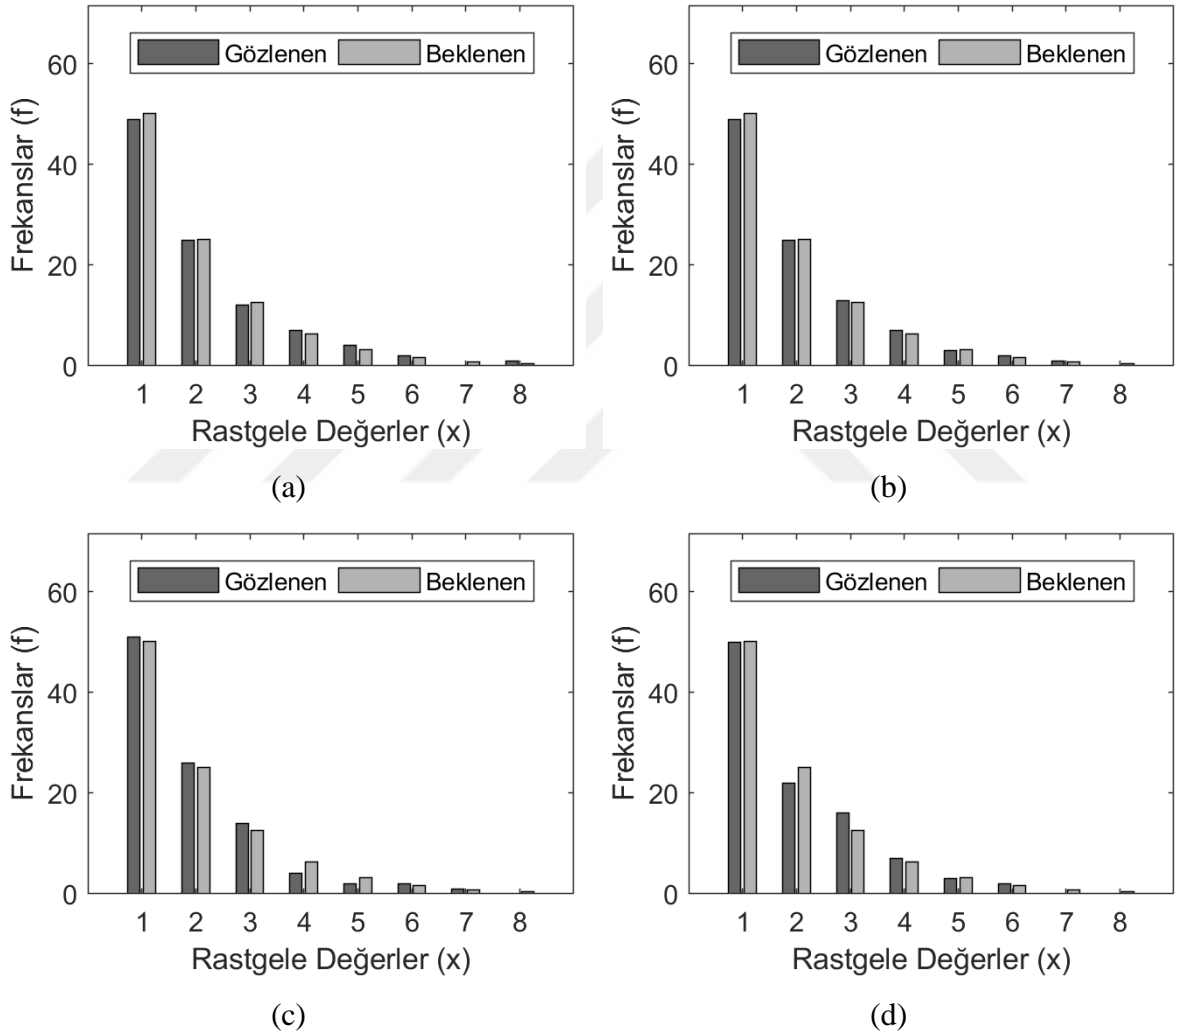 Gözlenen Beklenen
60
40
20
0
Frekanslar (f)
1 2 3 4 5 6 7 8
Rastgele Değerler (x)
(a)
Gözlenen Beklenen
60
40
20
0
Frekanslar (f)
1 2 3 4 5 6 7 8
Rastgele Değerler (x)
(b)
Gözlenen Beklenen
60
40
20
0
Frekanslar (f)
1 2 3 4 5 6 7 8
Rastgele Değerler (x)
(c)
Gözlenen Beklenen
60
40
20
0
Frekanslar (f)
1 2 3 4 5 6 7 8
Rastgele Değerler (x)
(d)